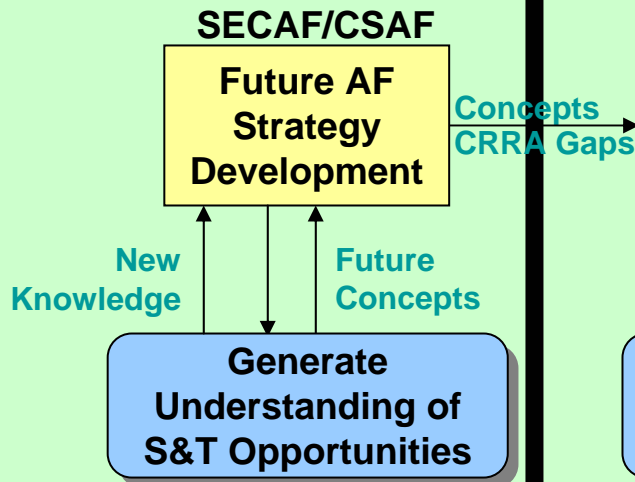 SECAF/CSAF
Future AF
Strategy
Development
Concepts
CRRA Gaps
New
Knowledge
Future
Concepts
Generate
Understanding of
S&T Opportunities